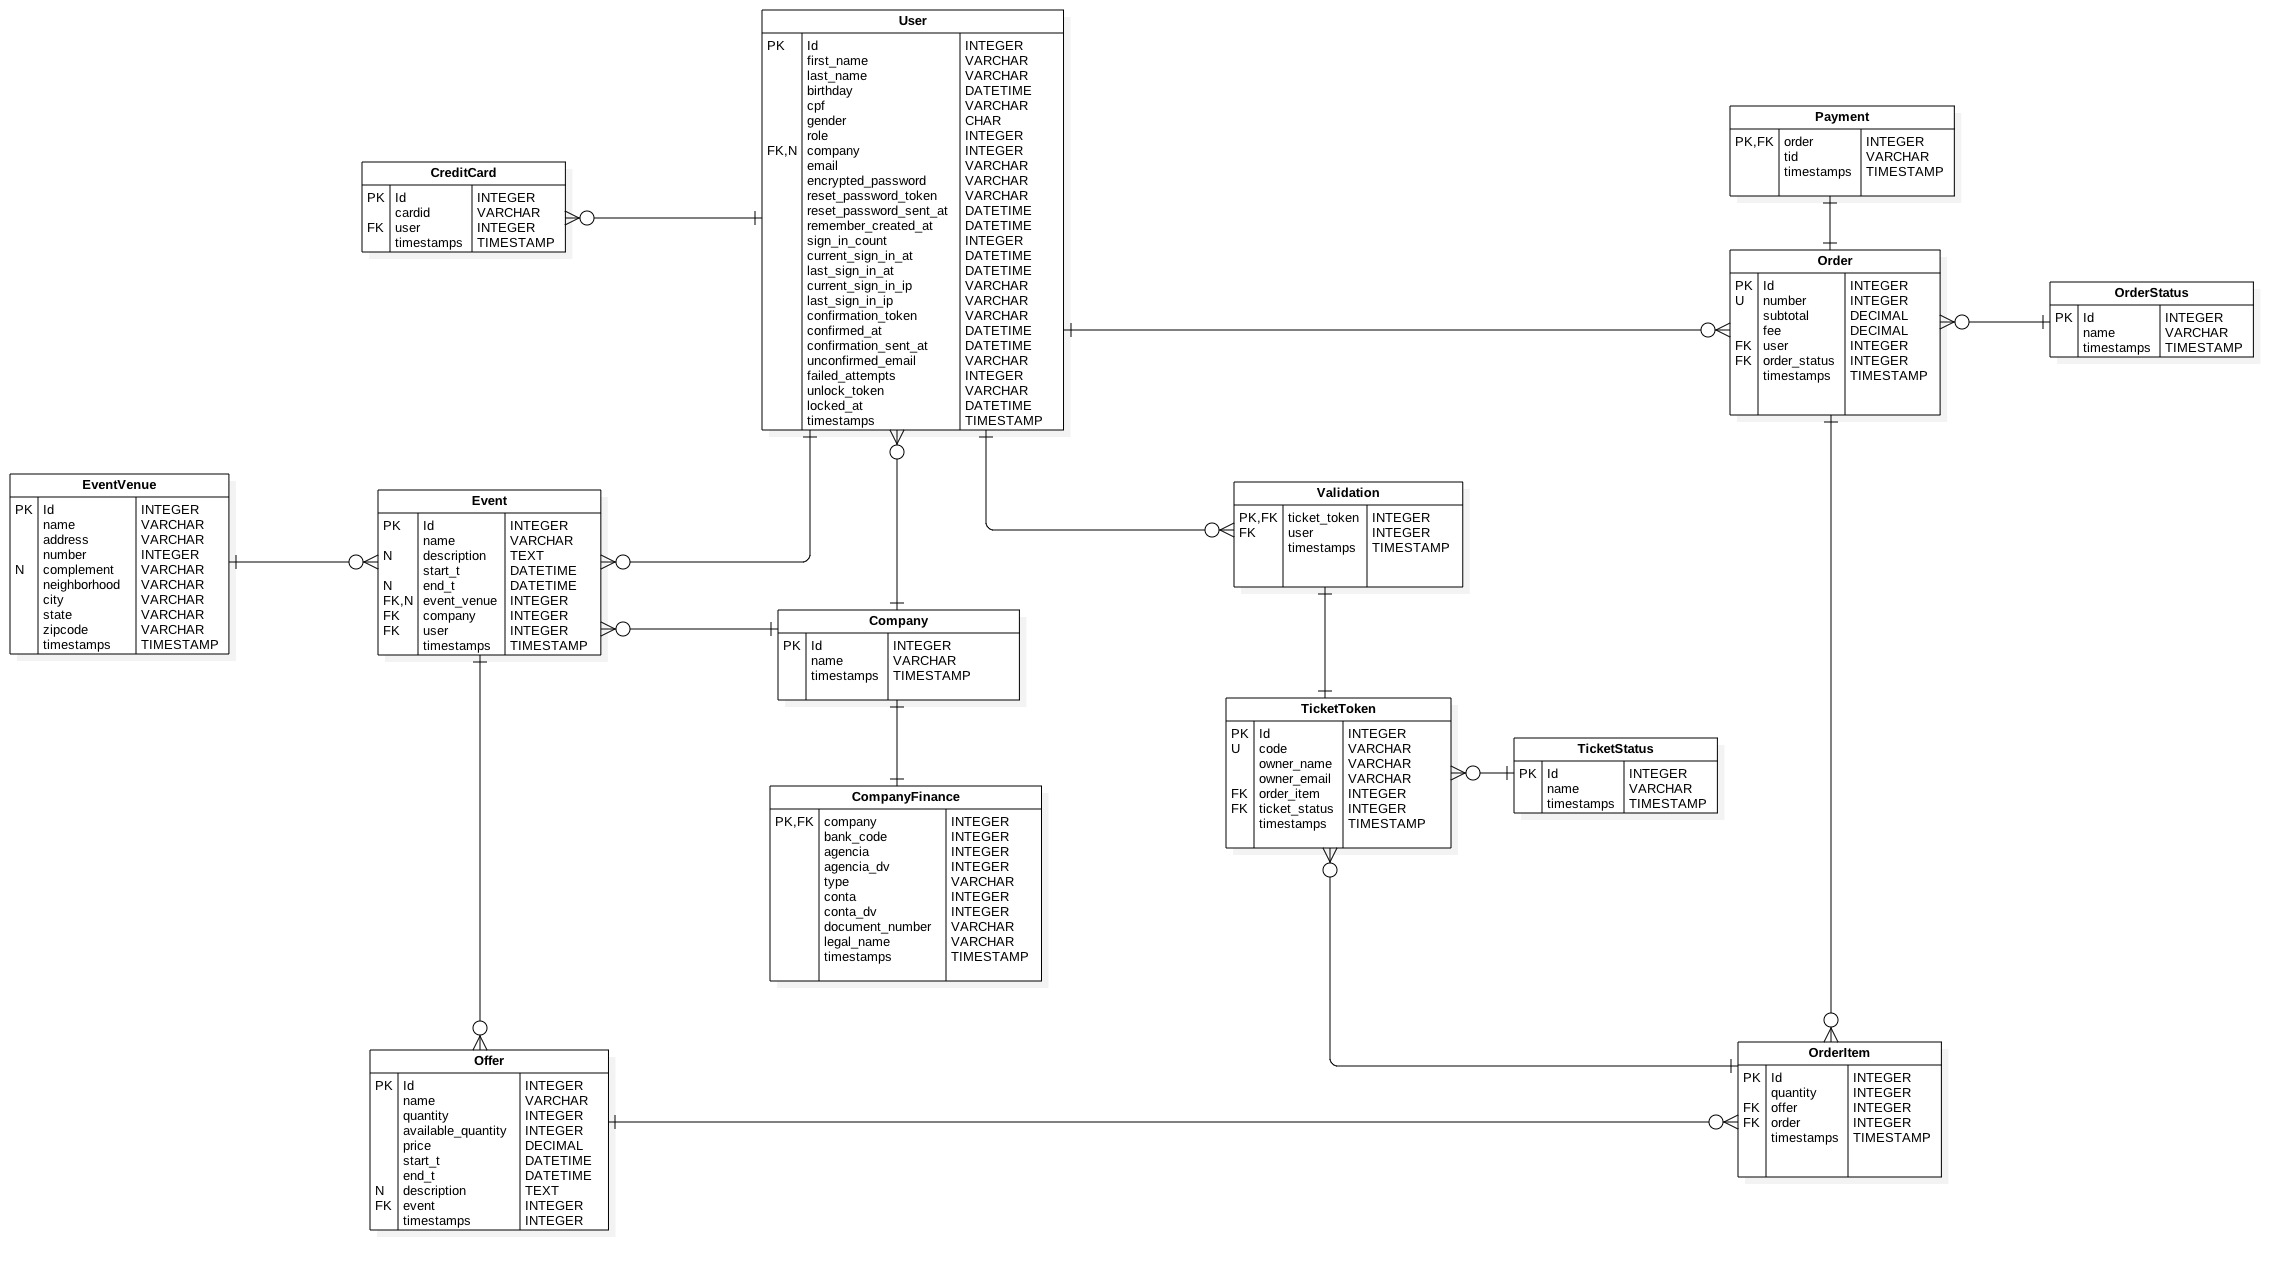 User
PK Id INTEGER
first_name VARCHAR
last_name VARCHAR
birthday DATETIME
cpf VARCHAR
gender CHAR
role INTEGER
FK,N company INTEGER
email VARCHAR
encrypted_password VARCHAR
reset_password_token VARCHAR
reset_password_sent_at DATETIME
remember_created_at DATETIME
sign_in_count INTEGER
current_sign_in_at DATETIME
last_sign_in_at DATETIME
current_sign_in_ip VARCHAR
last_sign_in_ip VARCHAR
confirmation_token VARCHAR
confirmed_at DATETIME
confirmation_sent_at DATETIME
unconfirmed_email VARCHAR
failed_attempts INTEGER
unlock_token VARCHAR
locked_at DATETIME
timestamps TIMESTAMP
Payment
PK,FK order INTEGER
tid VARCHAR
timestamps TIMESTAMP
CreditCard
PK Id INTEGER
cardid VARCHAR
FK user INTEGER
timestamps TIMESTAMP
Order
PK Id INTEGER
U number INTEGER
subtotal DECIMAL
fee DECIMAL
FK user INTEGER
FK order_status INTEGER
timestamps TIMESTAMP
OrderStatus
PK Id INTEGER
name VARCHAR
timestamps TIMESTAMP
EventVenue
PK Id INTEGER
name VARCHAR
address VARCHAR
number INTEGER
N complement VARCHAR
neighborhood VARCHAR
city VARCHAR
state VARCHAR
zipcode VARCHAR
timestamps TIMESTAMP
Event
PK Id INTEGER
name VARCHAR
N description TEXT
start_t DATETIME
N end_t DATETIME
FK,N event_venue INTEGER
FK company INTEGER
FK user INTEGER
timestamps TIMESTAMP
Validation
PK,FK ticket_token INTEGER
FK user INTEGER
timestamps TIMESTAMP
Company
PK Id INTEGER
name VARCHAR
timestamps TIMESTAMP
TicketToken
PK Id INTEGER
U code VARCHAR
owner_name VARCHAR
owner_email VARCHAR
FK order_item INTEGER
FK ticket_status INTEGER
timestamps TIMESTAMP
TicketStatus
PK Id INTEGER
name VARCHAR
timestamps TIMESTAMP
CompanyFinance
PK,FK company INTEGER
bank_code INTEGER
agencia INTEGER
agencia_dv INTEGER
type VARCHAR
conta INTEGER
conta_dv INTEGER
document_number VARCHAR
legal_name VARCHAR
timestamps TIMESTAMP
Offer
PK Id INTEGER
name VARCHAR
quantity INTEGER
available_quantity INTEGER
price DECIMAL
start_t DATETIME
end_t DATETIME
N description TEXT
FK event INTEGER
timestamps INTEGER
OrderItem
PK Id INTEGER
quantity INTEGER
FK offer INTEGER
FK order INTEGER
timestamps TIMESTAMP